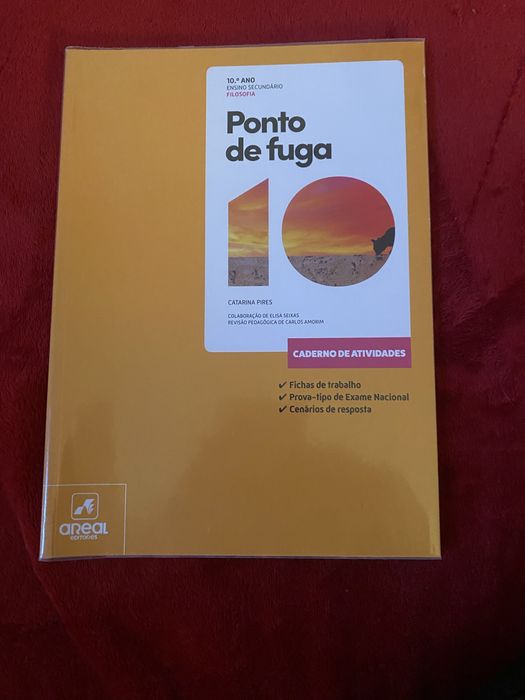 10.º ANO
ENSINO SECUNDÁRIO
FILOSOFIA
Ponto
de fuga
10
CATARINA PIRES
COLABORAÇÃO DE ELISA SEIXAS
REVISÃO PEDAGÓGICA DE CARLOS AMORIM
CADERNO DE ATIVIDADES
✓ Fichas de trabalho
✓ Prova-tipo de Exame Nacional
✓ Cenários de resposta
aREAL
EDITORES